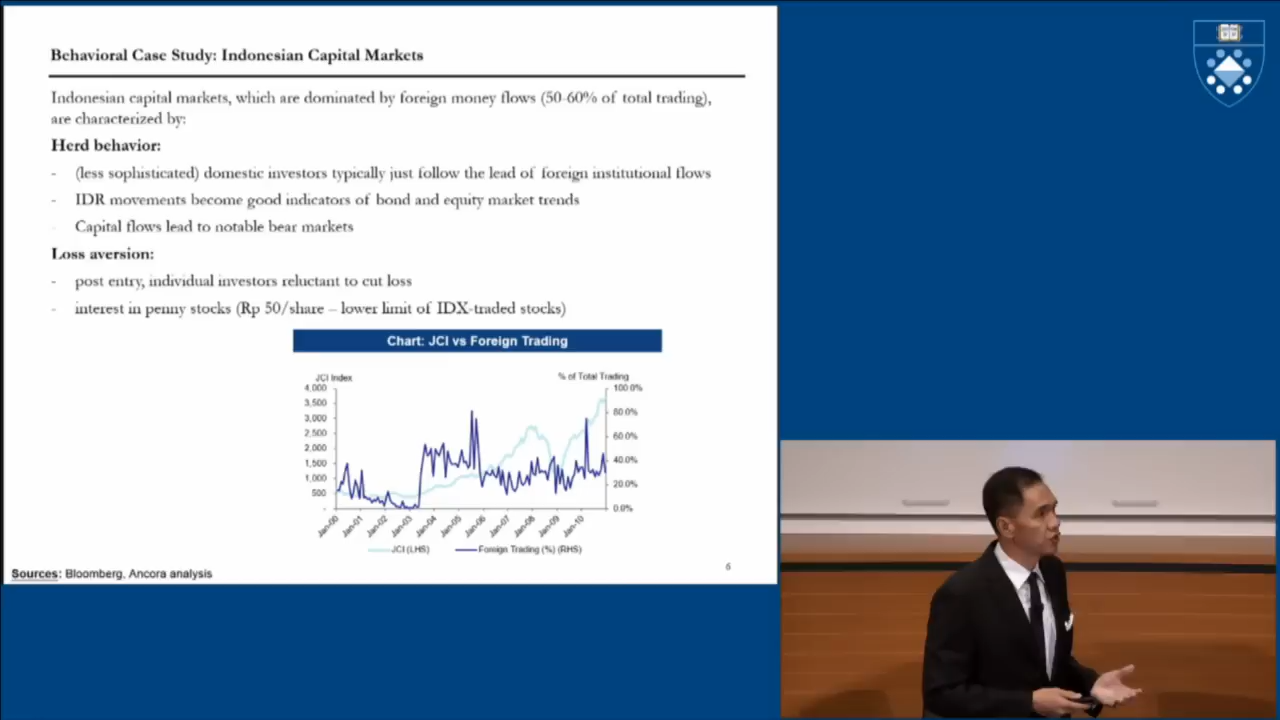 Behavioral Case Study: Indonesian Capital Markets
Indonesian capital markets, which are dominated by foreign money flows (50-60% of total trading),
are characterized by:
Herd behavior:
- (less sophisticated) domestic investors typically just follow the lead of foreign institutional flows
- IDR movements become good indicators of bond and equity market trends
- Capital flows lead to notable bear markets
Loss aversion:
- post entry, individual investors reluctant to cut loss
- interest in penny stocks (Rp 50/share – lower limit of IDX-traded stocks)
Chart: JCI vs Foreign Trading
JCI Index
% of Total Trading
4,000
3,500
3,000
2,500
2,000
1,500
1,000
500
-
100.0%
80.0%
60.0%
40.0%
20.0%
0.0%
Jan-00
Jan-01
Jan-02
Jan-03
Jan-04
Jan-05
Jan-06
Jan-07
Jan-08
Jan-09
Jan-10
JCI (LHS)
Foreign Trading (%) (RHS)
Sources: Bloomberg, Ancora analysis
6